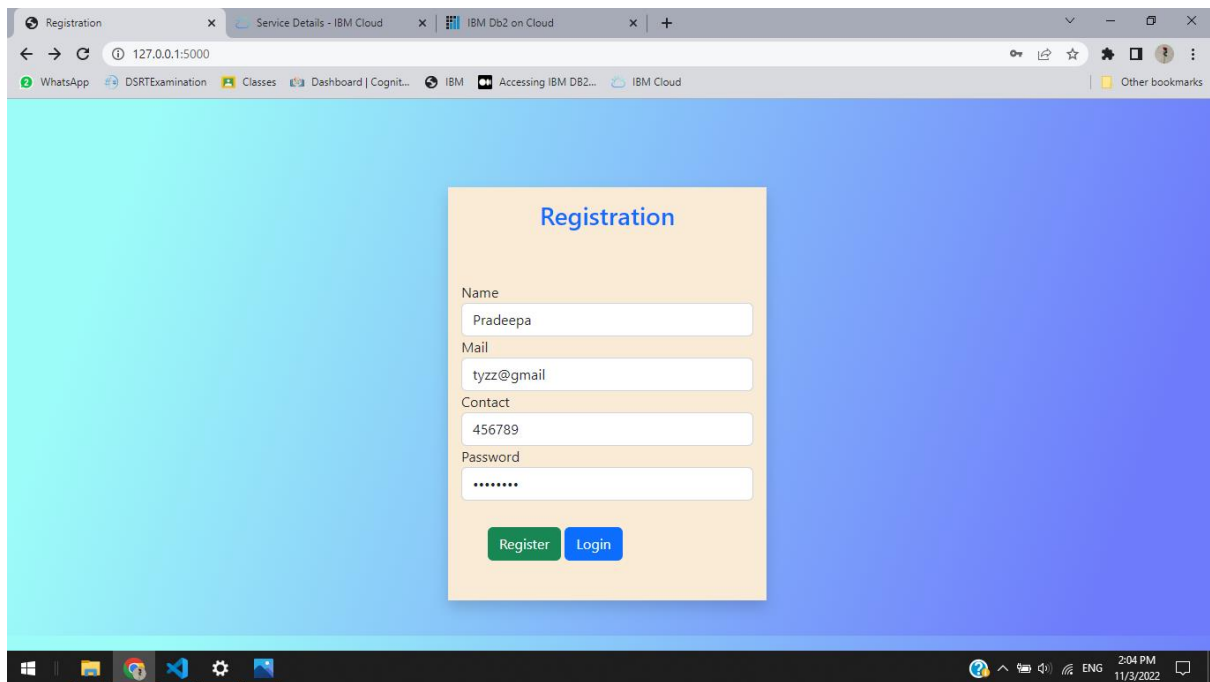 Registration
Service Details - IBM Cloud
IBM Db2 on Cloud
127.0.0.1:5000
2
WhatsApp
DSRTExamination
Classes
Dashboard | Cognit...
IBM
Accessing IBM DB2...
IBM Cloud
Other bookmarks
Registration
Name
Pradeepa
Mail
tyzz@gmail
Contact
456789
Password
••••••••
Register
Login
ENG
2:04 PM
11/3/2022